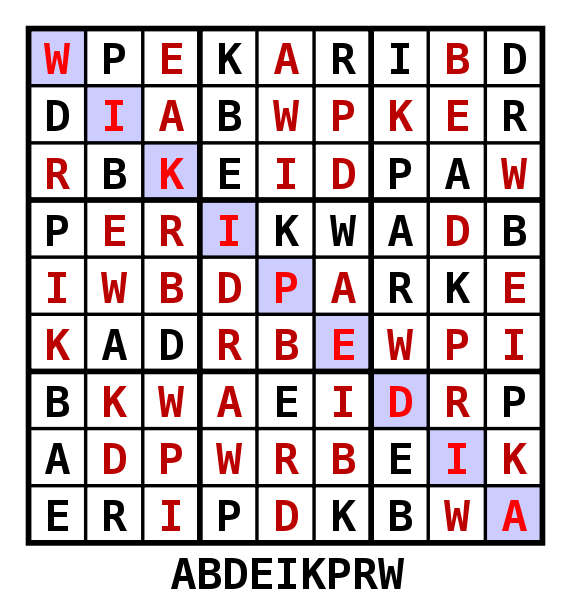 W P E K A R I B D
D I A B W P K E R
R B K E I D P A W
P E R I K W A D B
I W B D P A R K E
K A D R B E W P I
B K W A E I D R P
A D P W R B E I K
E R I P D K B W A
ABDEIKPRW